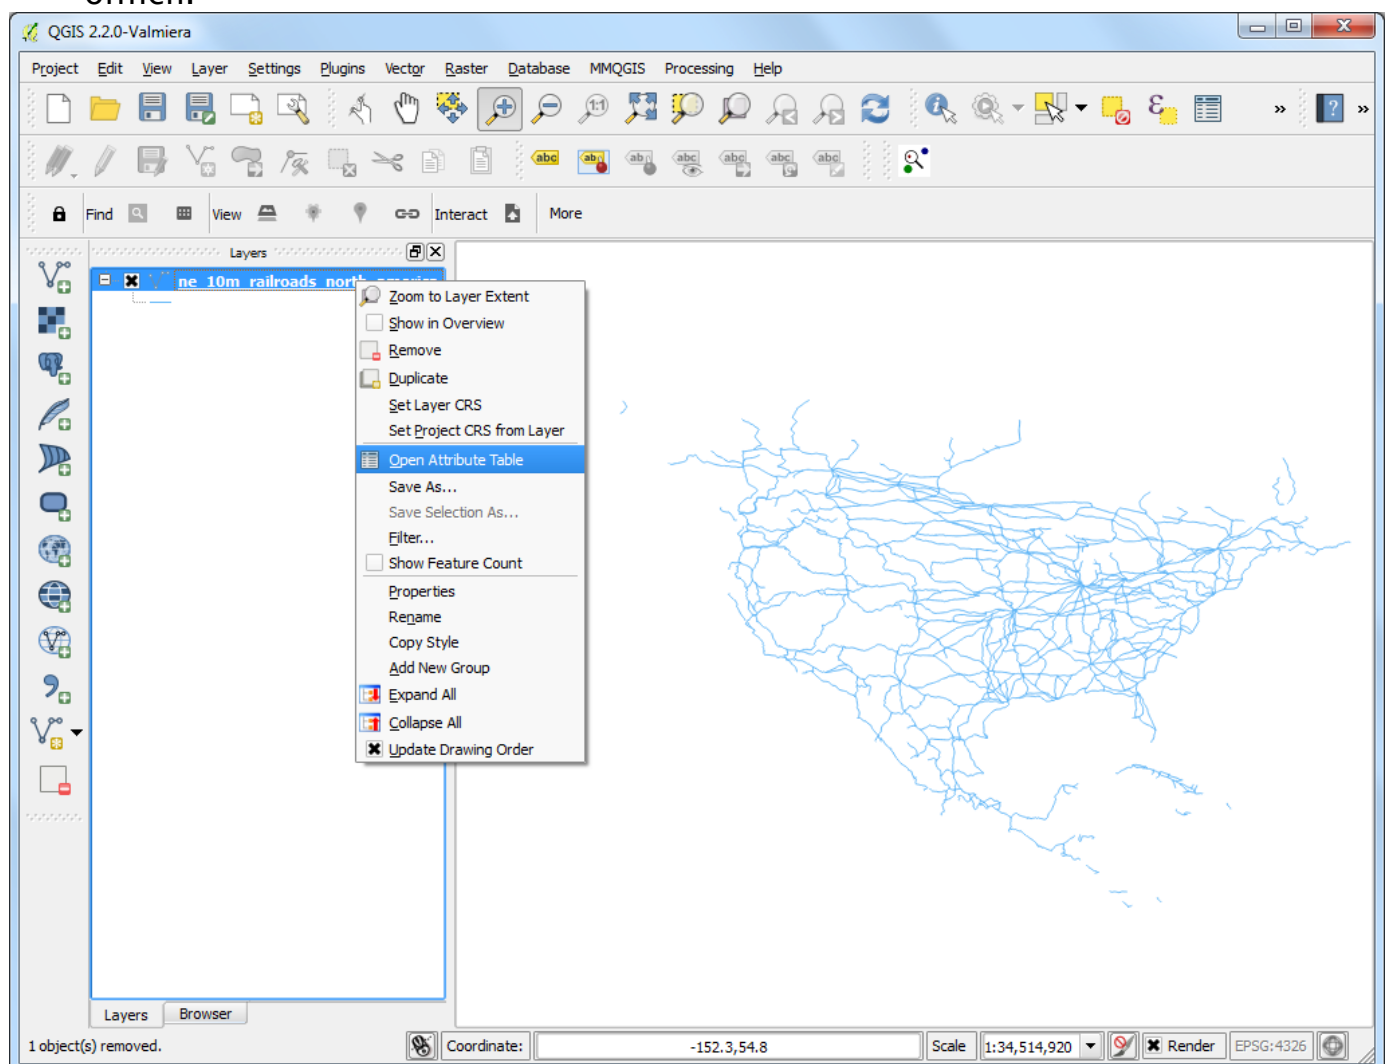 QGIS 2.2.0-Valmiera
Project Edit View Layer Settings Plugins Vector Raster Database MMQGIS Processing Help
abc
Find View Interact More
Layers
ne_10m_railroads_north_america
Zoom to Layer Extent
Show in Overview
Remove
Duplicate
Set Layer CRS
Set Project CRS from Layer
Open Attribute Table
Save As...
Save Selection As...
Filter...
Show Feature Count
Properties
Rename
Copy Style
Add New Group
Expand All
Collapse All
Update Drawing Order
Layers Browser
1 object(s) removed. Coordinate: -152.3,54.8 Scale 1:34,514,920 Render EPSG:4326